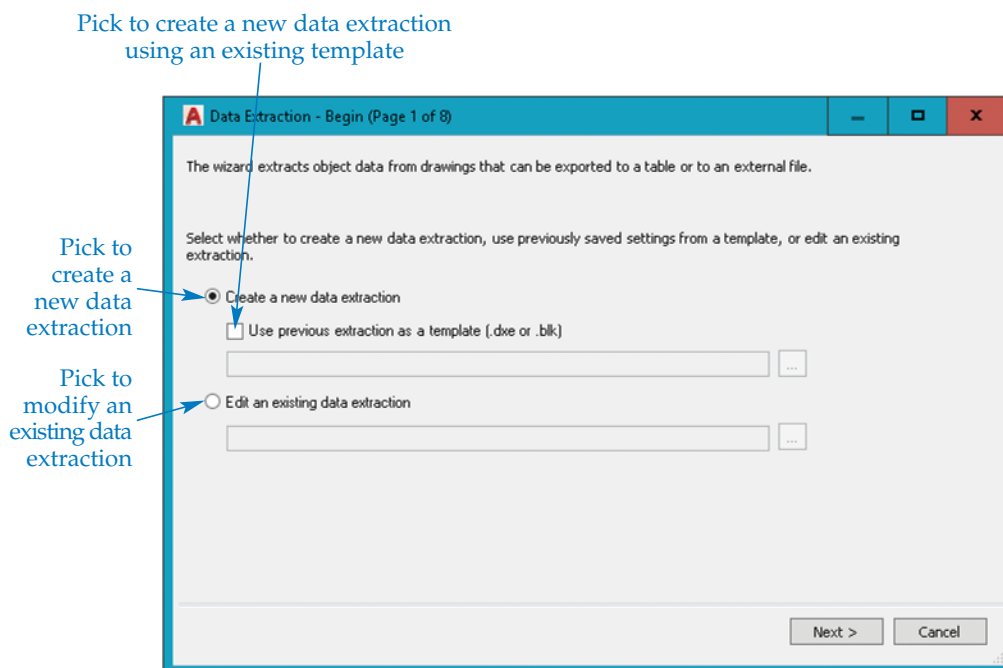 Pick to create a new data extraction
using an existing template
Data Extraction - Begin (Page 1 of 8)
The wizard extracts object data from drawings that can be exported to a table or to an external file.
Select whether to create a new data extraction, use previously saved settings from a template, or edit an existing
extraction.
Pick to
create a
new data
extraction
Create a new data extraction
Use previous extraction as a template (.dxe or .blk)
...
Pick to
modify an
existing data
extraction
Edit an existing data extraction
...
Next >
Cancel